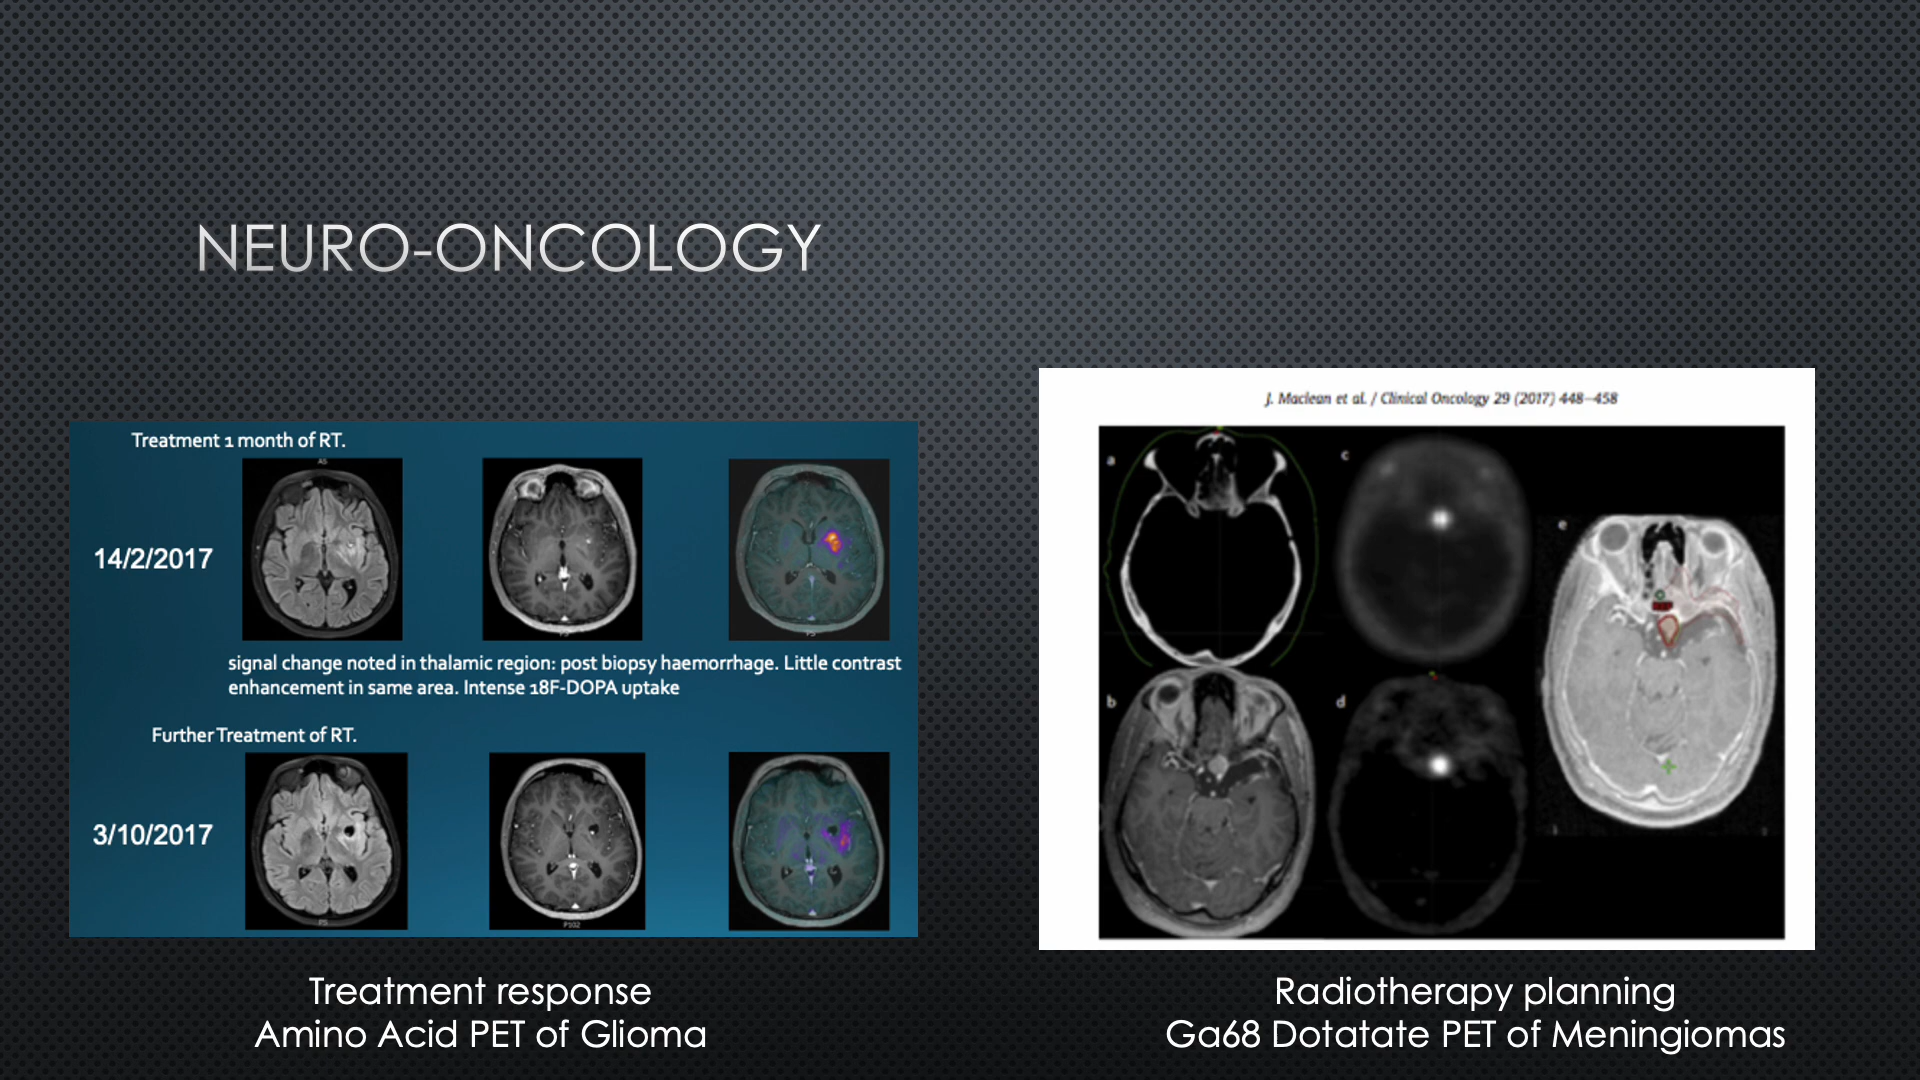 NEURO-ONCOLOGY
Treatment 1 month of RT.
14/2/2017
signal change noted in thalamic region: post biopsy haemorrhage. Little contrast
enhancement in same area. Intense 18F-DOPA uptake
Further Treatment of RT.
3/10/2017
P102
Treatment response
Amino Acid PET of Glioma
J. Maclean et al. / Clinical Oncology 29 (2017) 448–458
a
c
e
b
d
Radiotherapy planning
Ga68 Dotatate PET of Meningiomas